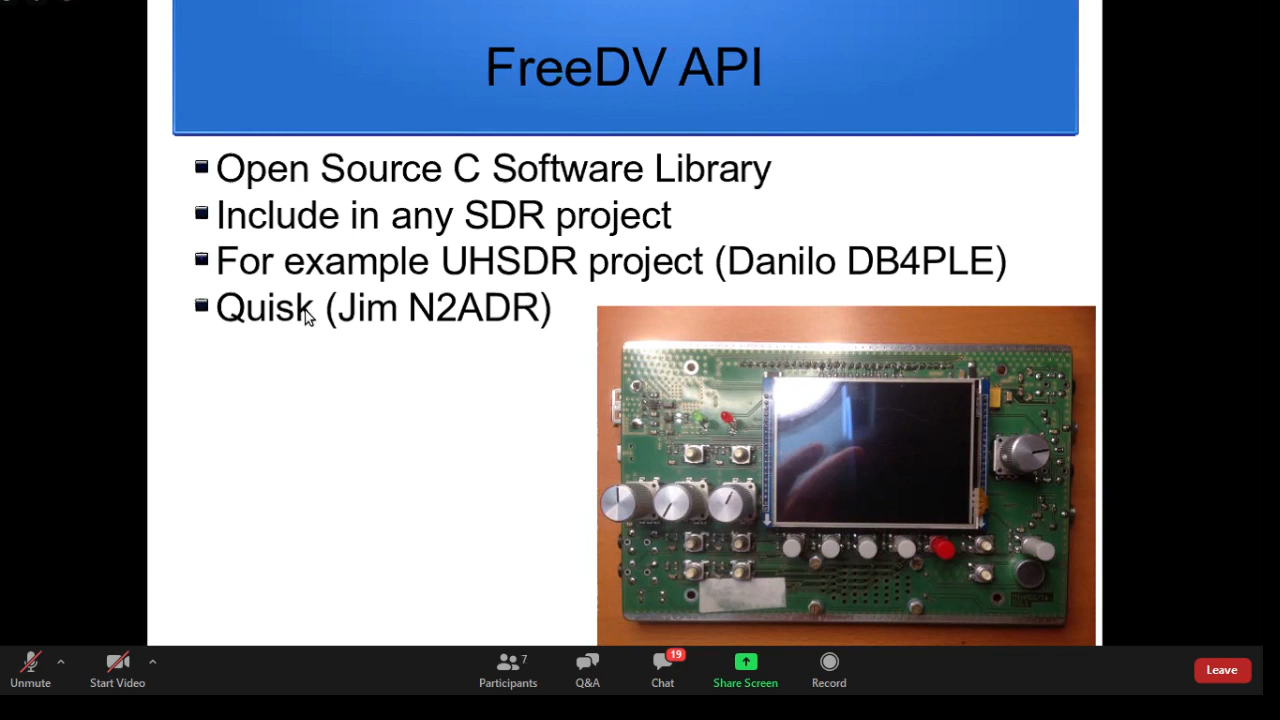 FreeDV API
Open Source C Software Library
Include in any SDR project
For example UHSDR project (Danilo DB4PLE)
Quisk (Jim N2ADR)
Unmute
Start Video
7
Participants
Q&A
19
Chat
Share Screen
Record
Leave